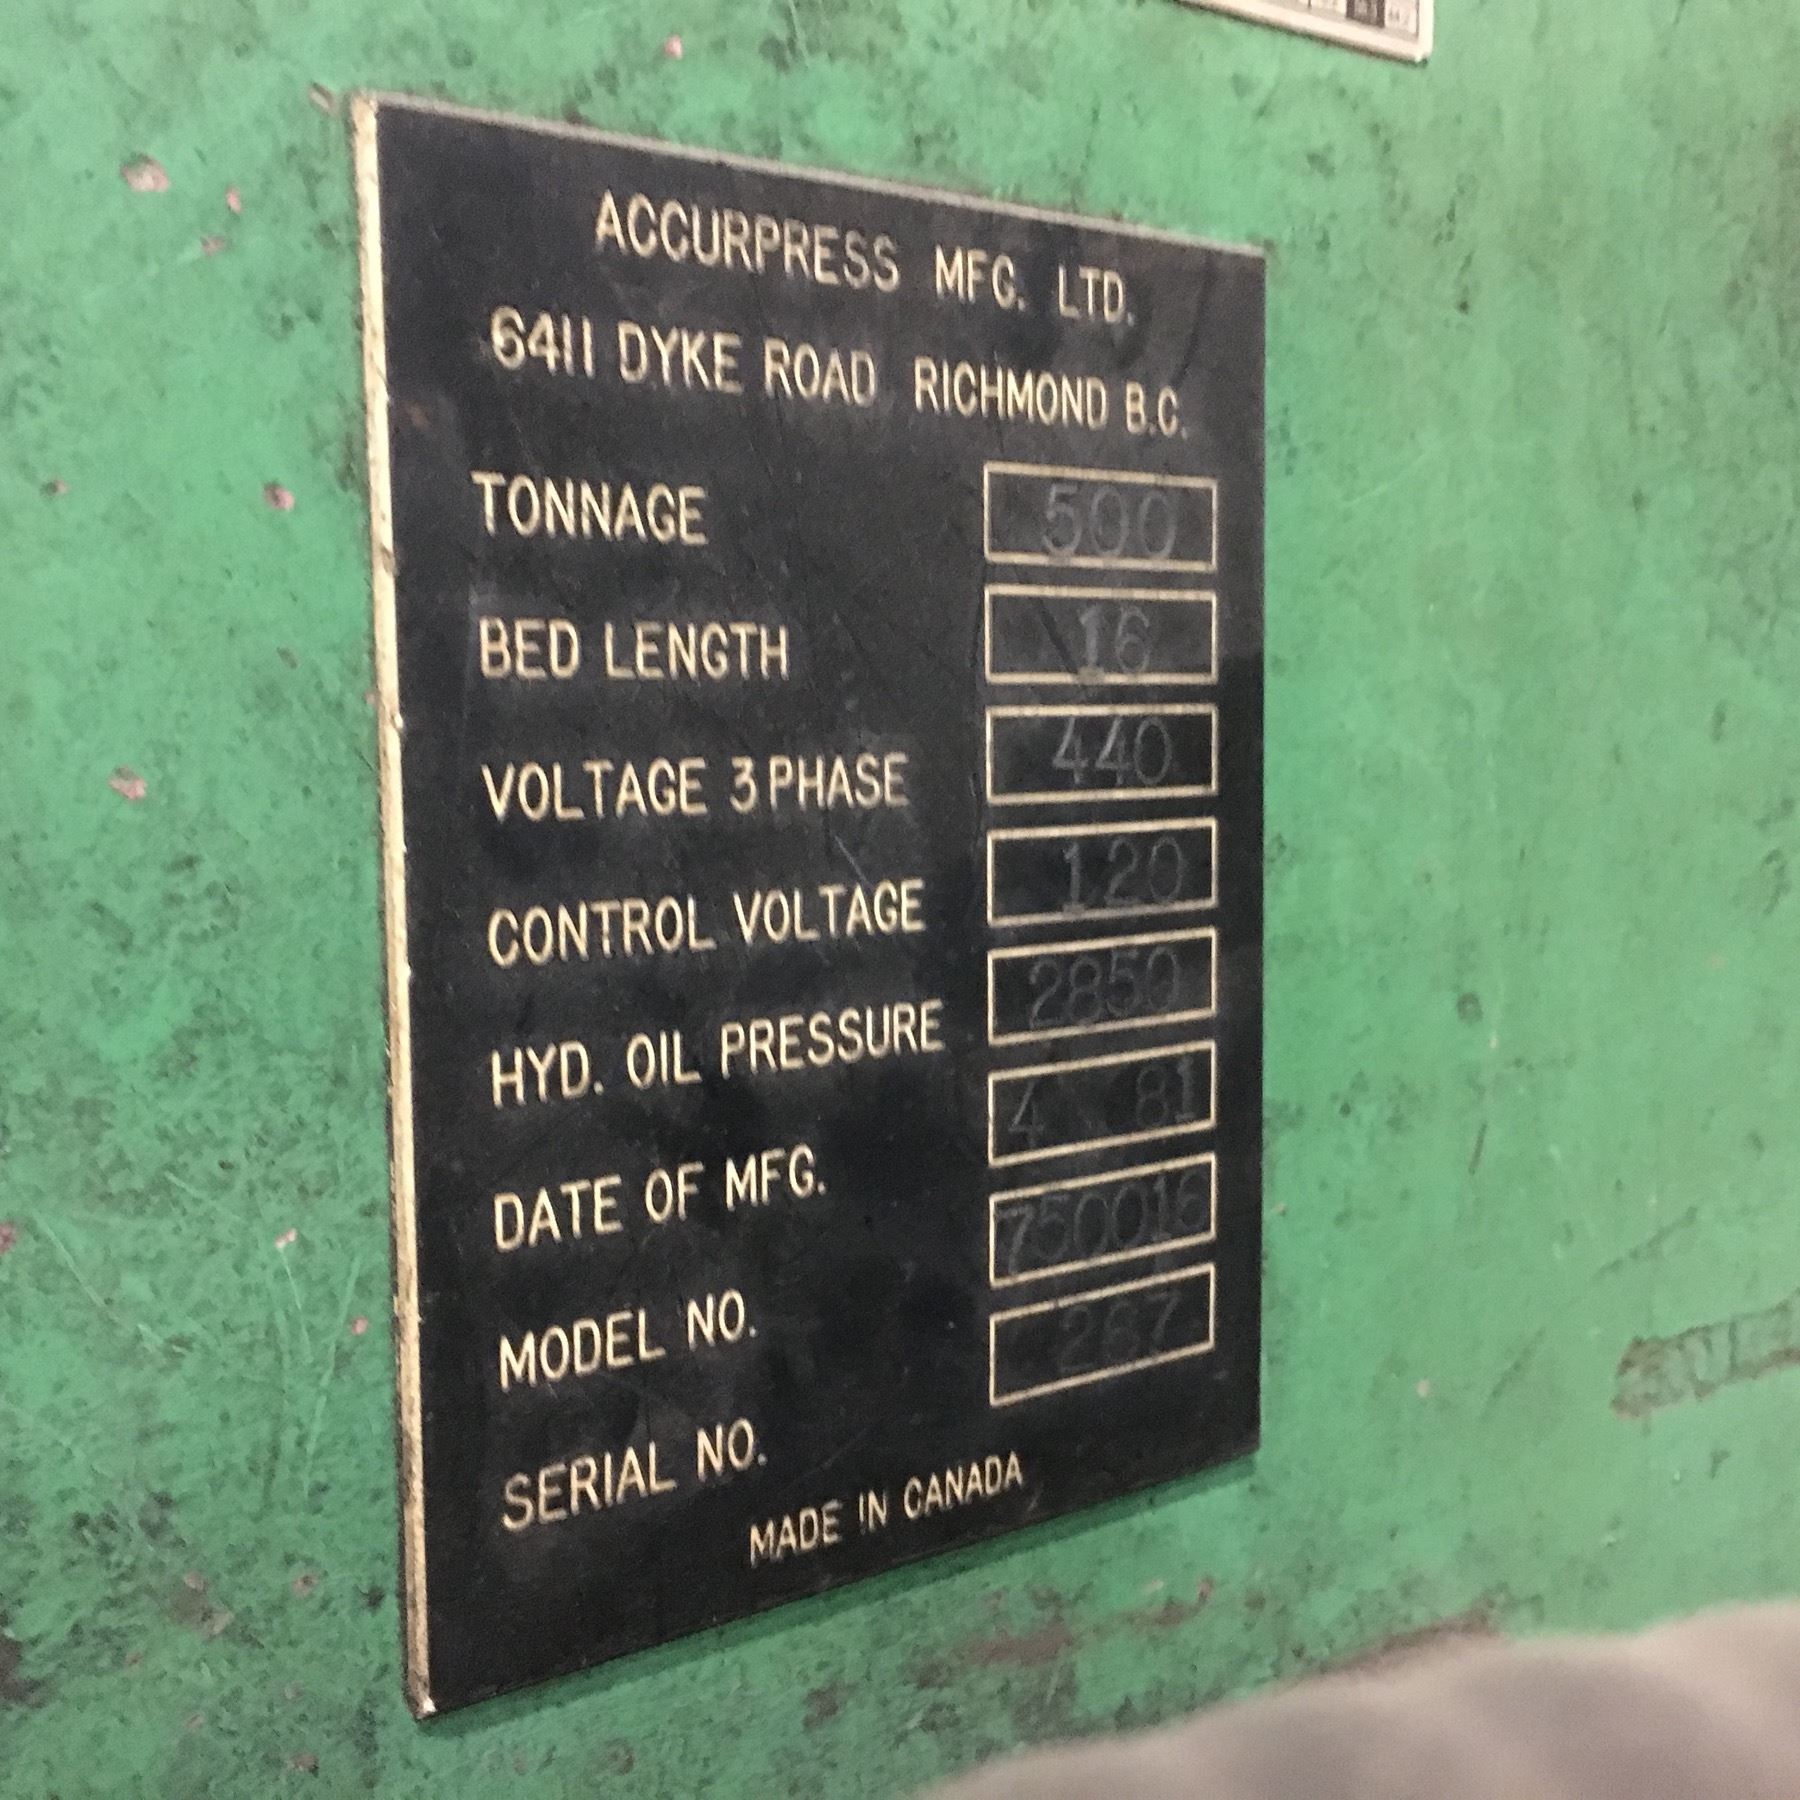 ACCURPRESS MFG. LTD.
6411 DYKE ROAD RICHMOND B.C.
TONNAGE 500
BED LENGTH 16
VOLTAGE 3 PHASE 440
CONTROL VOLTAGE 120
HYD. OIL PRESSURE 2850
DATE OF MFG. 4 81
MODEL NO. 750016
SERIAL NO. 267
MADE IN CANADA